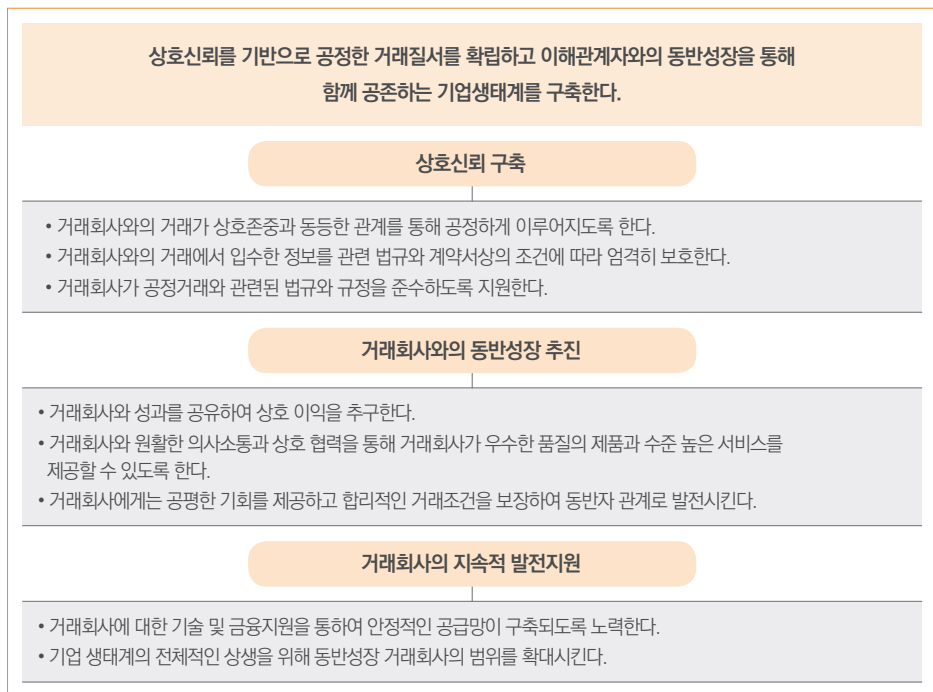 상호신뢰를 기반으로 공정한 거래질서를 확립하고 이해관계자와의 동반성장을 통해
함께 공존하는 기업생태계를 구축한다.
상호신뢰 구축
• 거래회사와의 거래가 상호존중과 동등한 관계를 통해 공정하게 이루어지도록 한다.
• 거래회사와의 거래에서 입수한 정보를 관련 법규와 계약서상의 조건에 따라 엄격히 보호한다.
• 거래회사가 공정거래와 관련된 법규와 규정을 준수하도록 지원한다.
거래회사와의 동반성장 추진
• 거래회사와 성과를 공유하여 상호 이익을 추구한다.
• 거래회사와 원활한 의사소통과 상호 협력을 통해 거래회사가 우수한 품질의 제품과 수준 높은 서비스를
제공할 수 있도록 한다.
• 거래회사에게는 공평한 기회를 제공하고 합리적인 거래조건을 보장하여 동반자 관계로 발전시킨다.
거래회사의 지속적 발전지원
• 거래회사에 대한 기술 및 금융지원을 통하여 안정적인 공급망이 구축되도록 노력한다.
• 기업 생태계의 전체적인 상생을 위해 동반성장 거래회사의 범위를 확대시킨다.